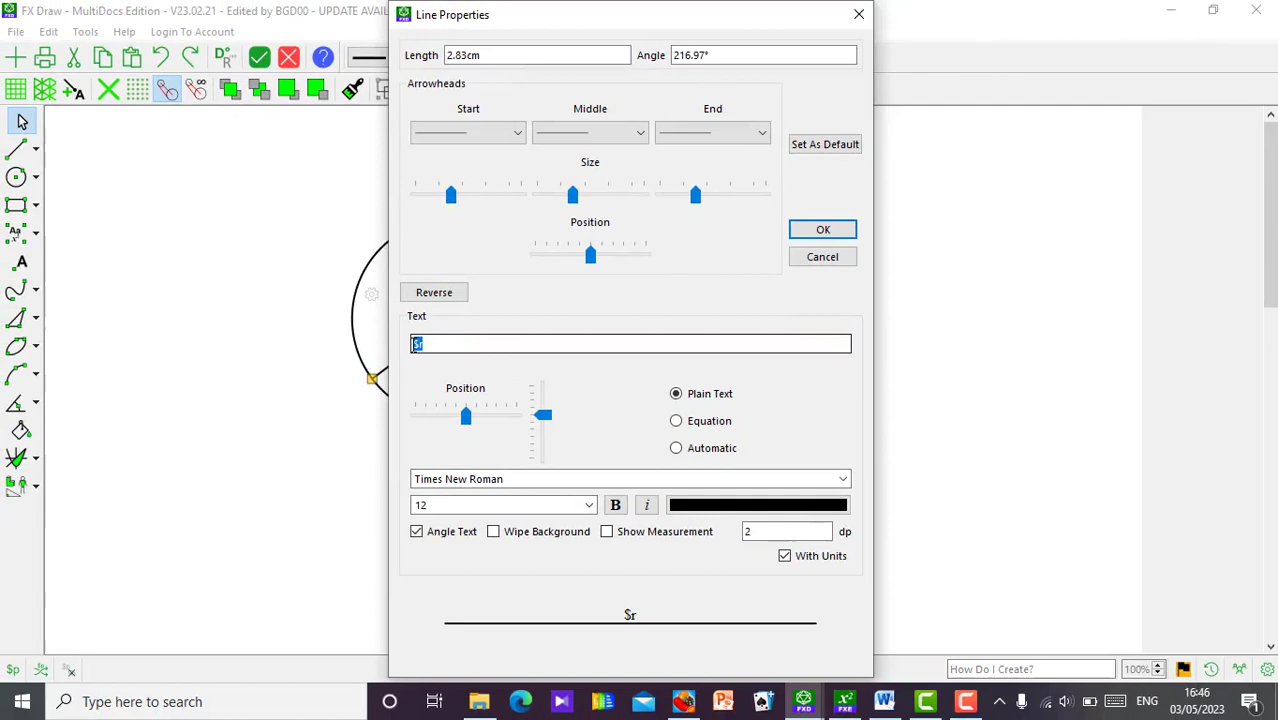 FX Draw - MultiDocs Edition - V23.02.21 - Edited by BGD00 - UPDATE AVAI
Line Properties
File Edit Tools Help Login To Account
Length 2.83cm Angle 216.97°
Arrowheads
Start Middle End
Set As Default
Size
Position
OK
Cancel
Reverse
Text
$r
Position
Plain Text
Equation
Automatic
Times New Roman
12 B i
Angle Text Wipe Background Show Measurement 2 dp
With Units
$r
$p
How Do I Create? 100%
Type here to search
ENG
16:46
03/05/2023